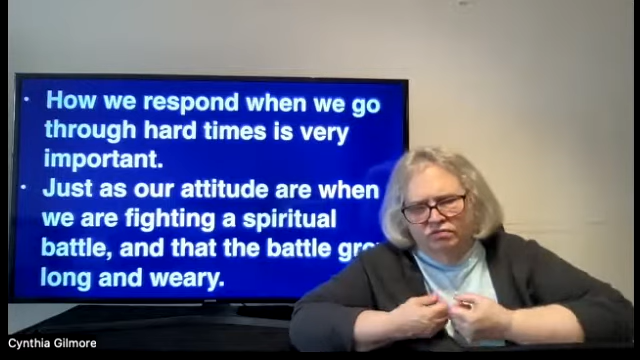 • How we respond when we go
through hard times is very
important.
• Just as our attitude are when
we are fighting a spiritual
battle, and that the battle
long and weary.
Cynthia Gilmore